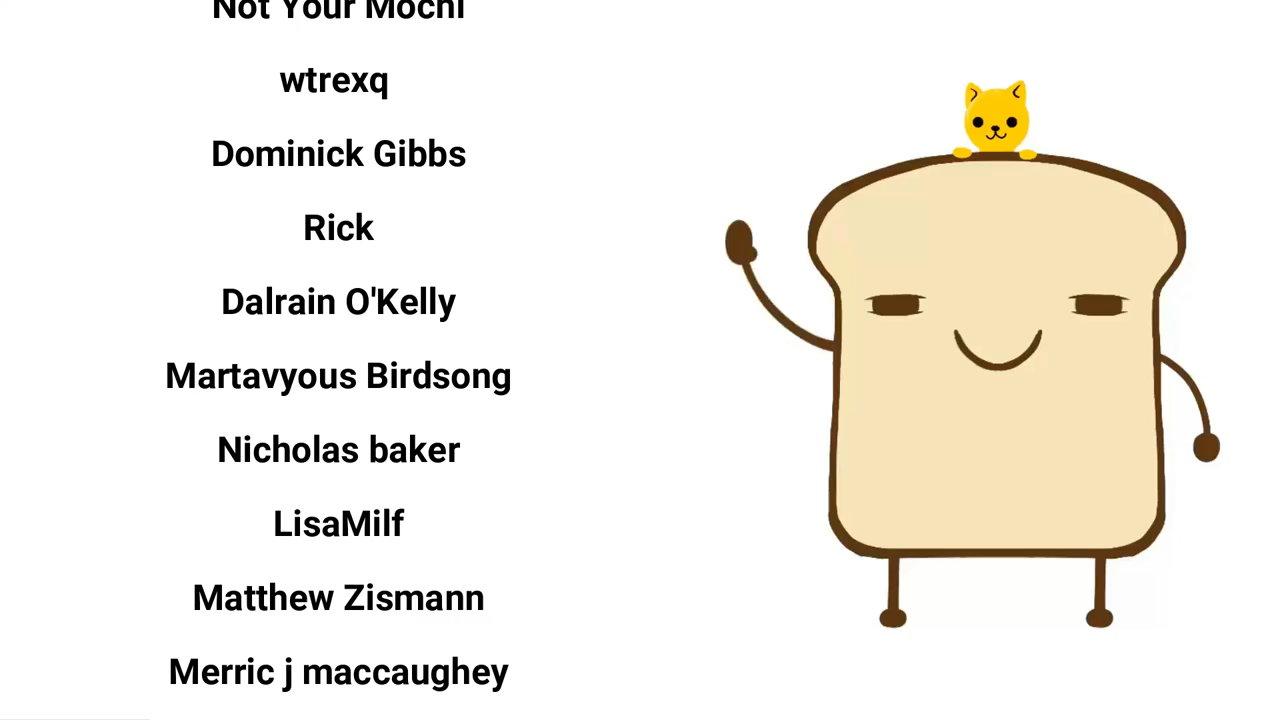 Not Your Mochi
wtrexq
Dominick Gibbs
Rick
Dalrain O'Kelly
Martavyous Birdsong
Nicholas baker
LisaMilf
Matthew Zismann
Merric j maccaughey